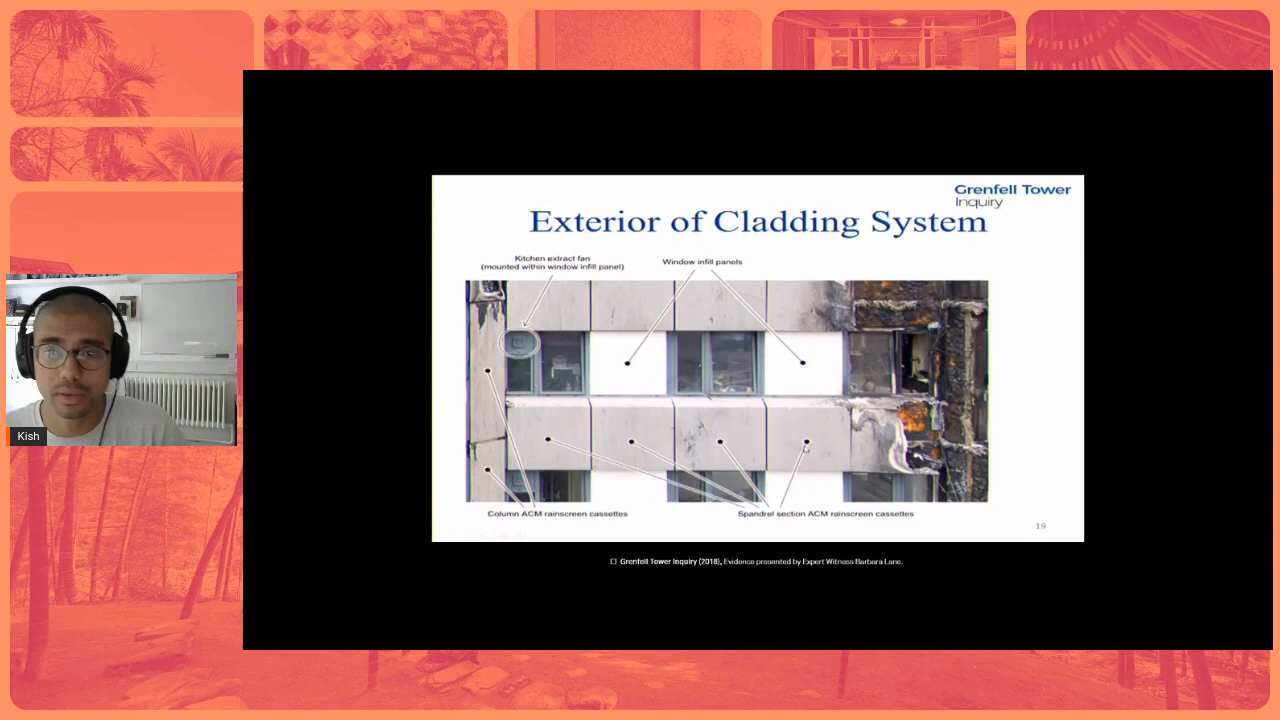 Grenfell Tower
Inquiry
Exterior of Cladding System
Kitchen extract fan
(mounted within window infill panel)
Window infill panels
Column ACM rainscreen cassettes
Spandrel section ACM rainscreen cassettes
19
Grenfell Tower Inquiry (2018), Evidence presented by Expert Witness Barbara Lane.
Kish